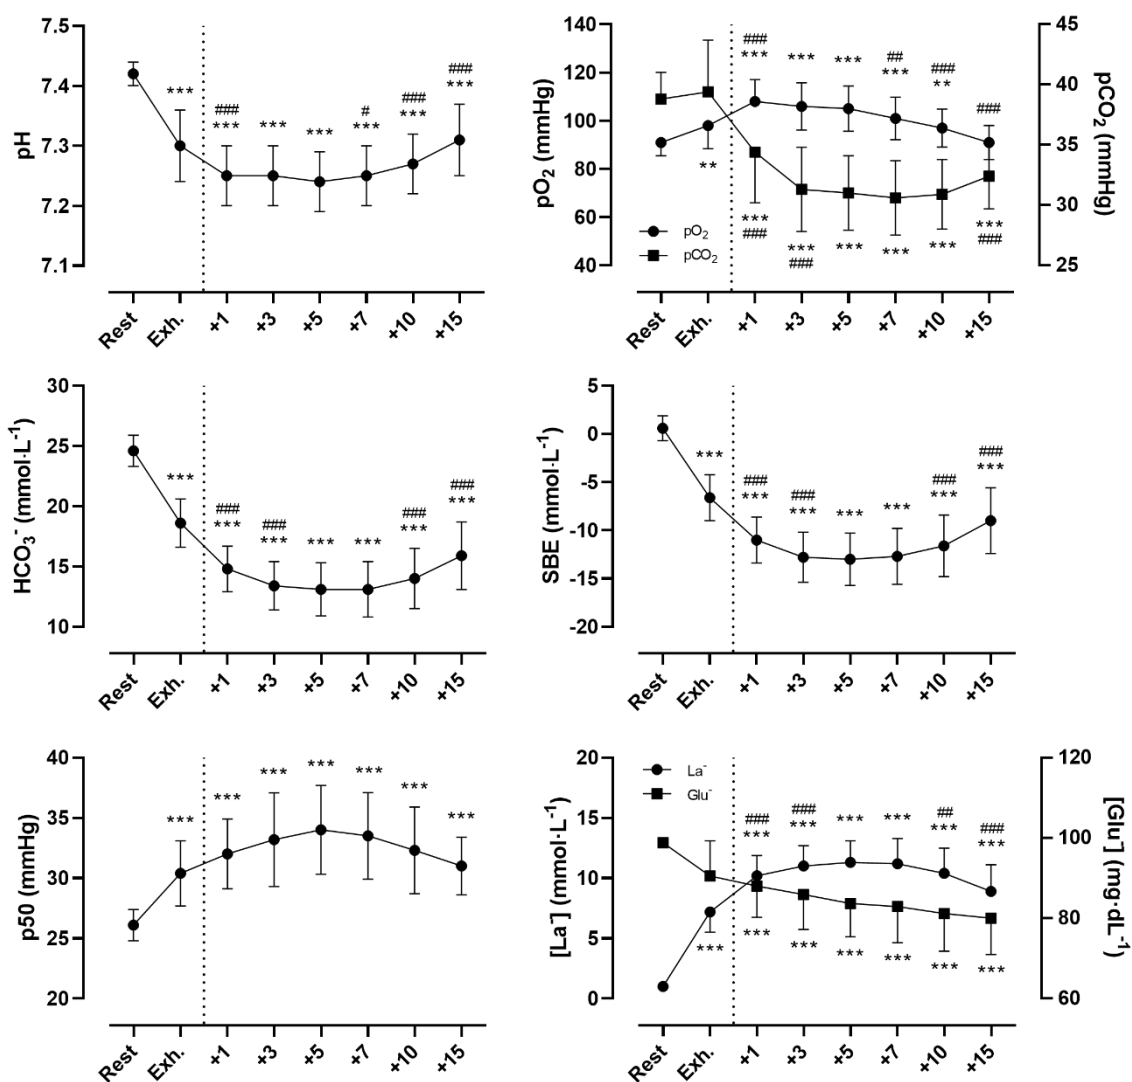 pH
7.5
7.4
7.3
7.2
7.1
*** ### *** *** *** # *** ### *** ### ***
Rest Exh. +1 +3 +5 +7 +10 +15
pO₂ (mmHg)
140
120
100
80
60
40
pCO₂ (mmHg)
45
40
35
30
25
### *** *** *** ## *** ### ** ###
** *** ### *** ### *** *** *** *** ###
pO₂
pCO₂
Rest Exh. +1 +3 +5 +7 +10 +15
HCO₃⁻ (mmol·L⁻¹)
30
25
20
15
10
*** ### *** ### *** *** *** ### *** ### ***
Rest Exh. +1 +3 +5 +7 +10 +15
SBE (mmol·L⁻¹)
5
0
-5
-10
-15
-20
*** ### *** ### *** *** *** ### *** ### ***
Rest Exh. +1 +3 +5 +7 +10 +15
p50 (mmHg)
40
35
30
25
20
*** *** *** *** *** *** ***
Rest Exh. +1 +3 +5 +7 +10 +15
[La⁻] (mmol·L⁻¹)
20
15
10
5
0
[Glu⁻] (mg·dL⁻¹)
120
100
80
60
La⁻
Glu⁻
### *** ### *** *** *** ## *** ### ***
*** *** *** *** *** *** ***
Rest Exh. +1 +3 +5 +7 +10 +15